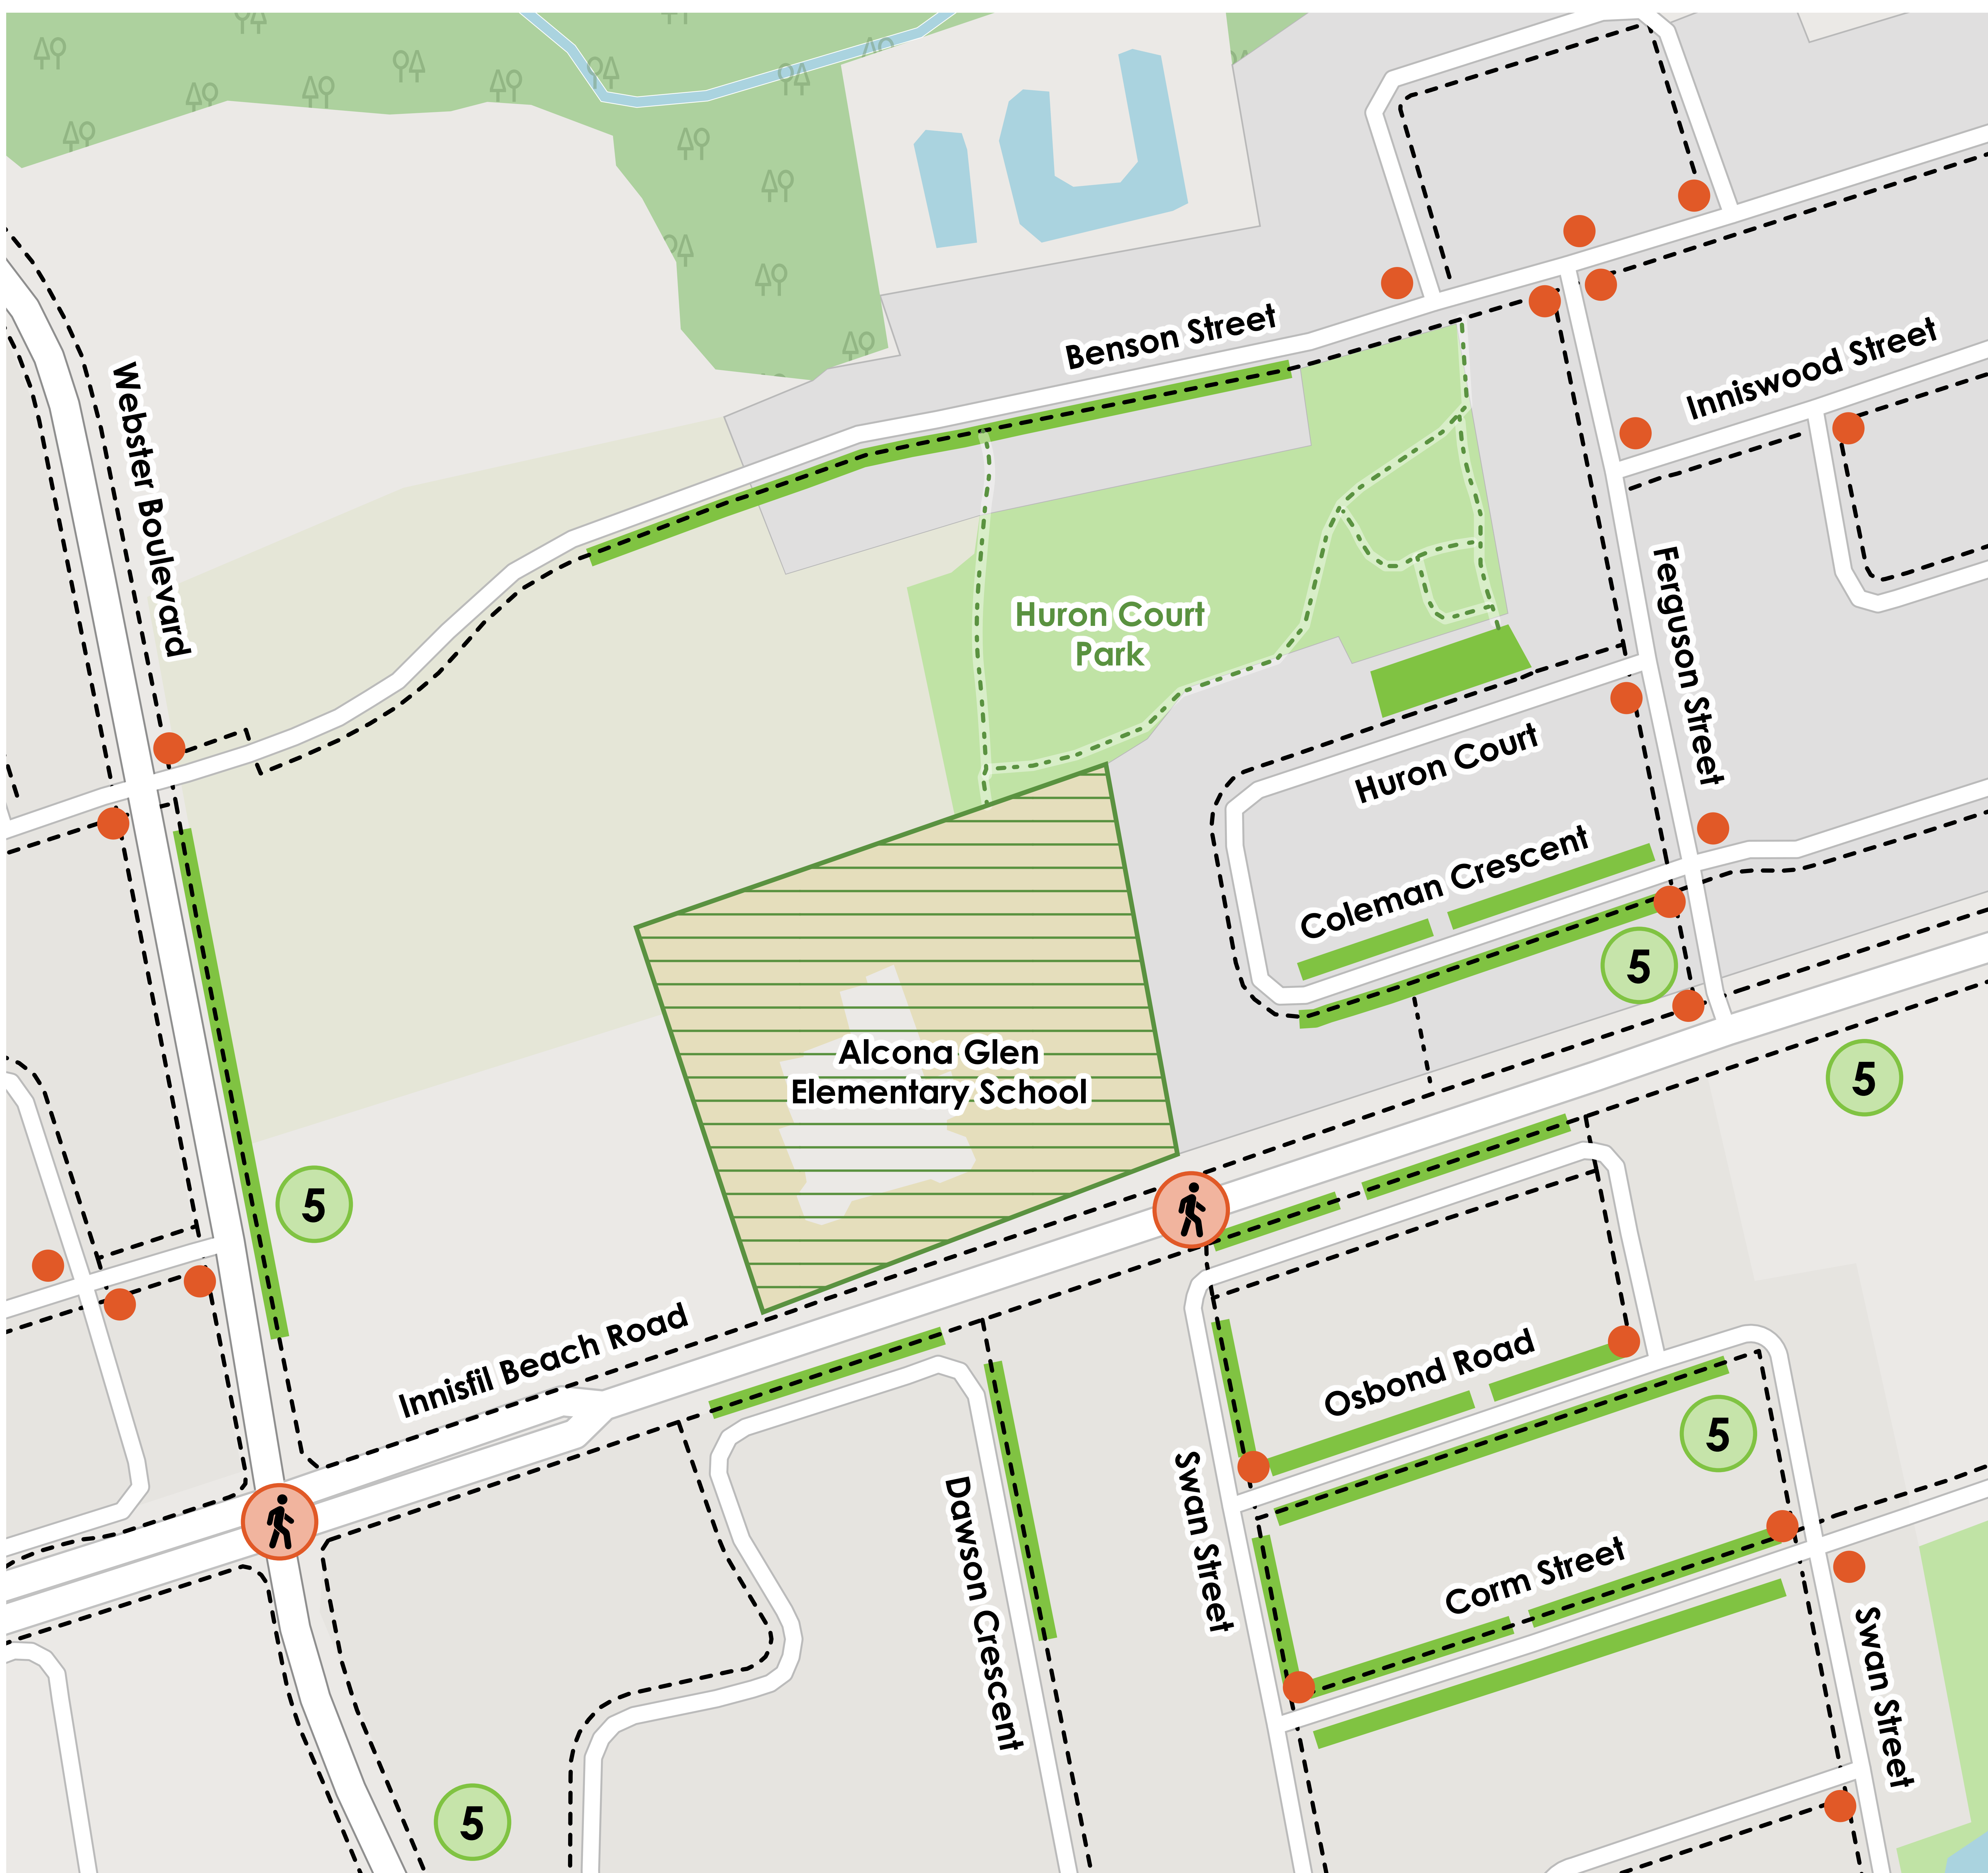 Benson Street
Inniswood Street
Webster Boulevard
Ferguson Street
Huron Court
Park
Huron Court
Coleman Crescent
5
Alcona Glen
Elementary School
5
5
Innisfil Beach Road
Osbond Road
5
Swan Street
Dawson Crescent
Corm Street
Swan Street
5